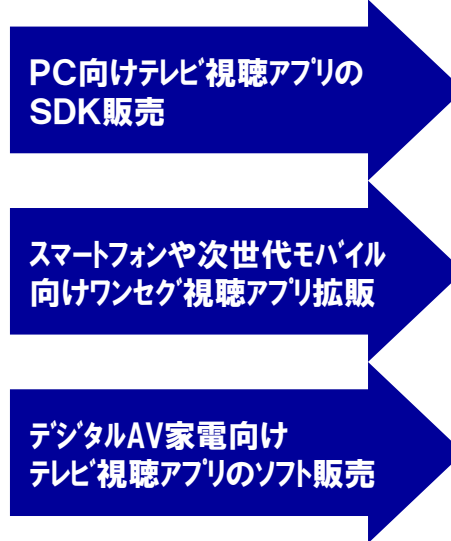 PC向けテレビ視聴アプリの
SDK販売
スマートフォンや次世代モバイル
向けワンセグ視聴アプリ拡販
デジタルAV家電向け
テレビ視聴アプリのソフト販売